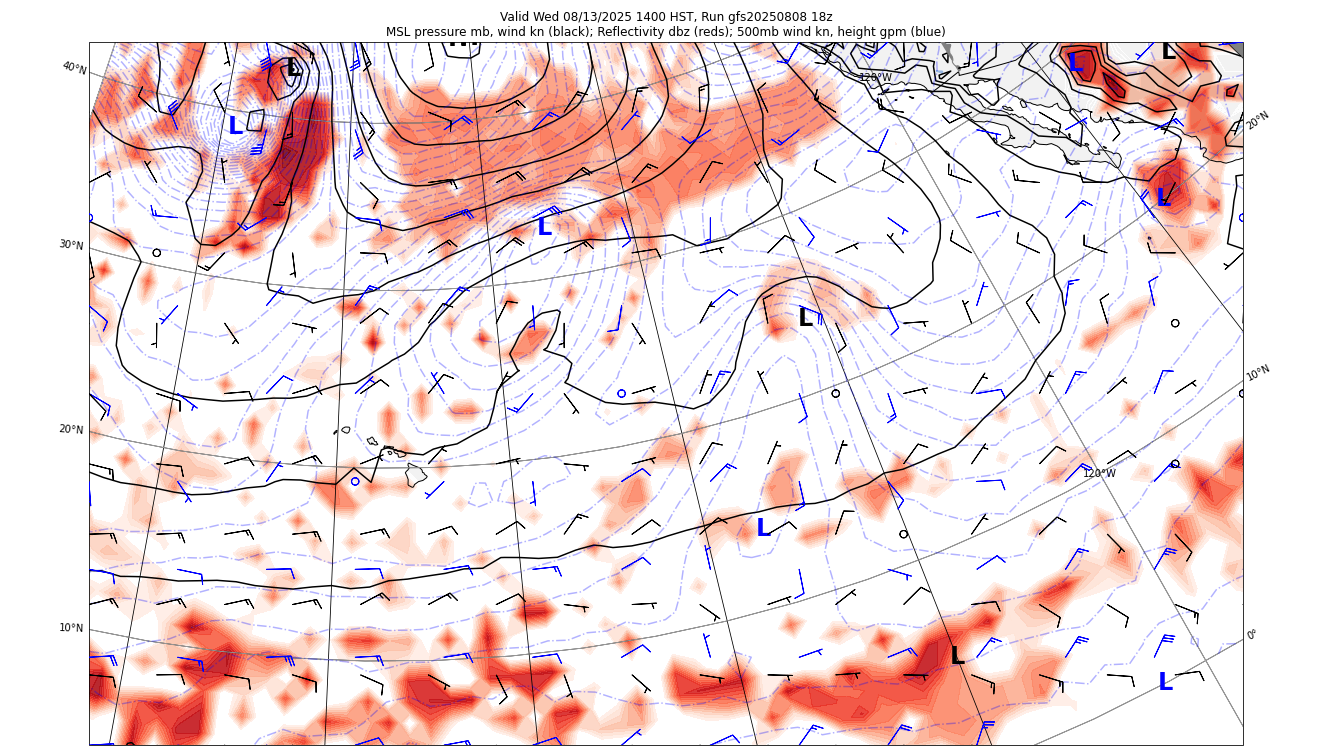 Valid Wed 08/13/2025 1400 HST, Run gfs20250808 18z
MSL pressure mb, wind kn (black); Reflectivity dbz (reds); 500mb wind kn, height gpm (blue)
40°N
L
L
L
120°W
20°N
L
L
30°N
L
L
10°N
20°N
120°W
L
10°N
0°
L
L